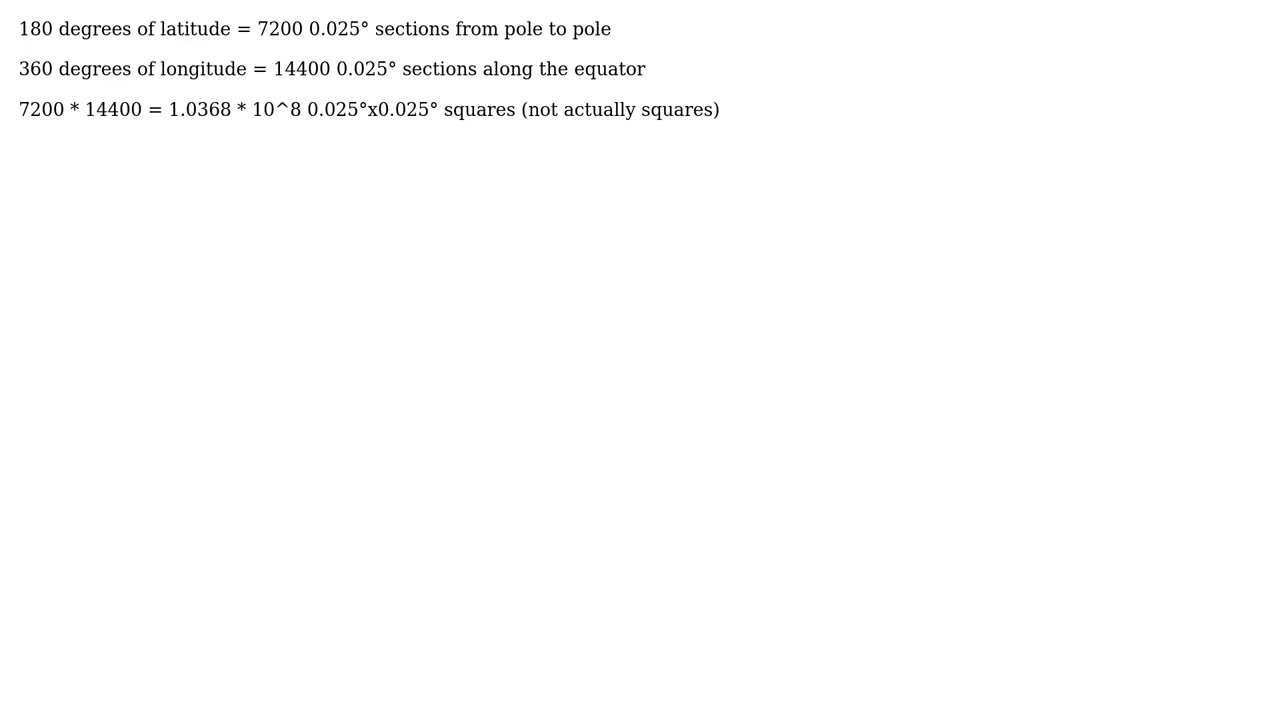 180 degrees of latitude = 7200 0.025° sections from pole to pole
360 degrees of longitude = 14400 0.025° sections along the equator
7200 * 14400 = 1.0368 * 10^8 0.025°x0.025° squares (not actually squares)